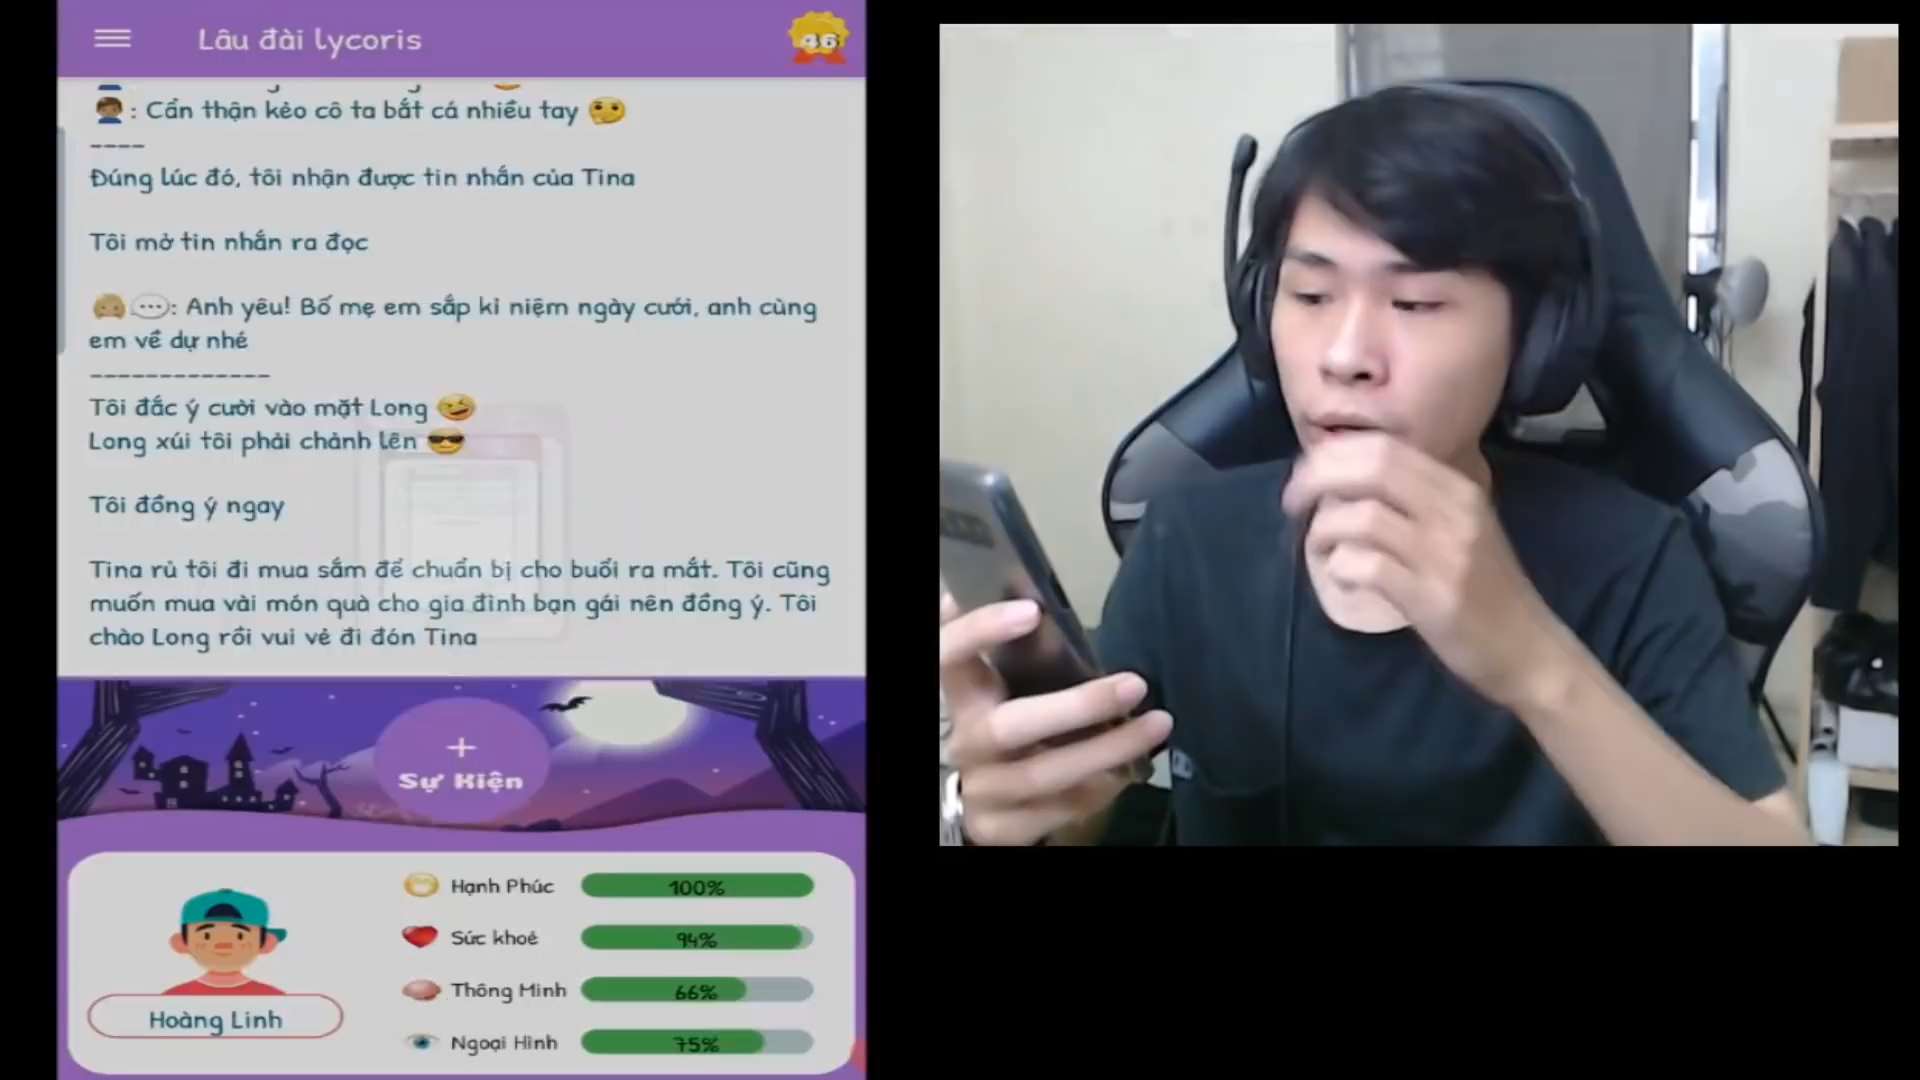 Lâu đài lycoris
46
: Cẩn thận kẻo cô ta bắt cá nhiều tay
----
Đúng lúc đó, tôi nhận được tin nhắn của Tina
Tôi mở tin nhắn ra đọc
: Anh yêu! Bố mẹ em sắp kỉ niệm ngày cưới, anh cùng
em về dự nhé
-------------
Tôi đắc ý cười vào mặt Long
Long xúi tôi phải chảnh lên
Tôi đồng ý ngay
Tina rủ tôi đi mua sắm để chuẩn bị cho buổi ra mắt. Tôi cũng
muốn mua vài món quà cho gia đình bạn gái nên đồng ý. Tôi
chào Long rồi vui vẻ đi đón Tina
+
Sự Kiện
Hạnh Phúc 100%
Sức khoẻ 94%
Thông Minh 66%
Ngoại Hình 75%
Hoàng Linh